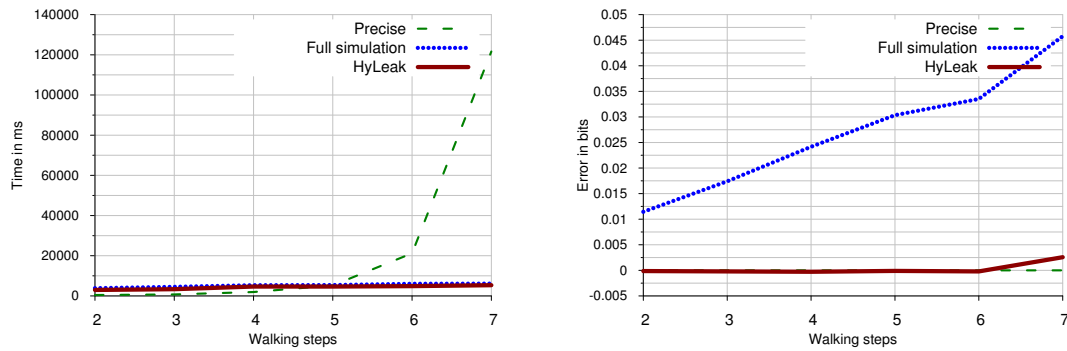 140000
120000
100000
80000
60000
40000
20000
0
Time in ms
2 3 4 5 6 7
Walking steps
Precise
Full simulation
HyLeak
0.05
0.045
0.04
0.035
0.03
0.025
0.02
0.015
0.01
0.005
0
-0.005
Error in bits
2 3 4 5 6 7
Walking steps
Precise
Full simulation
HyLeak